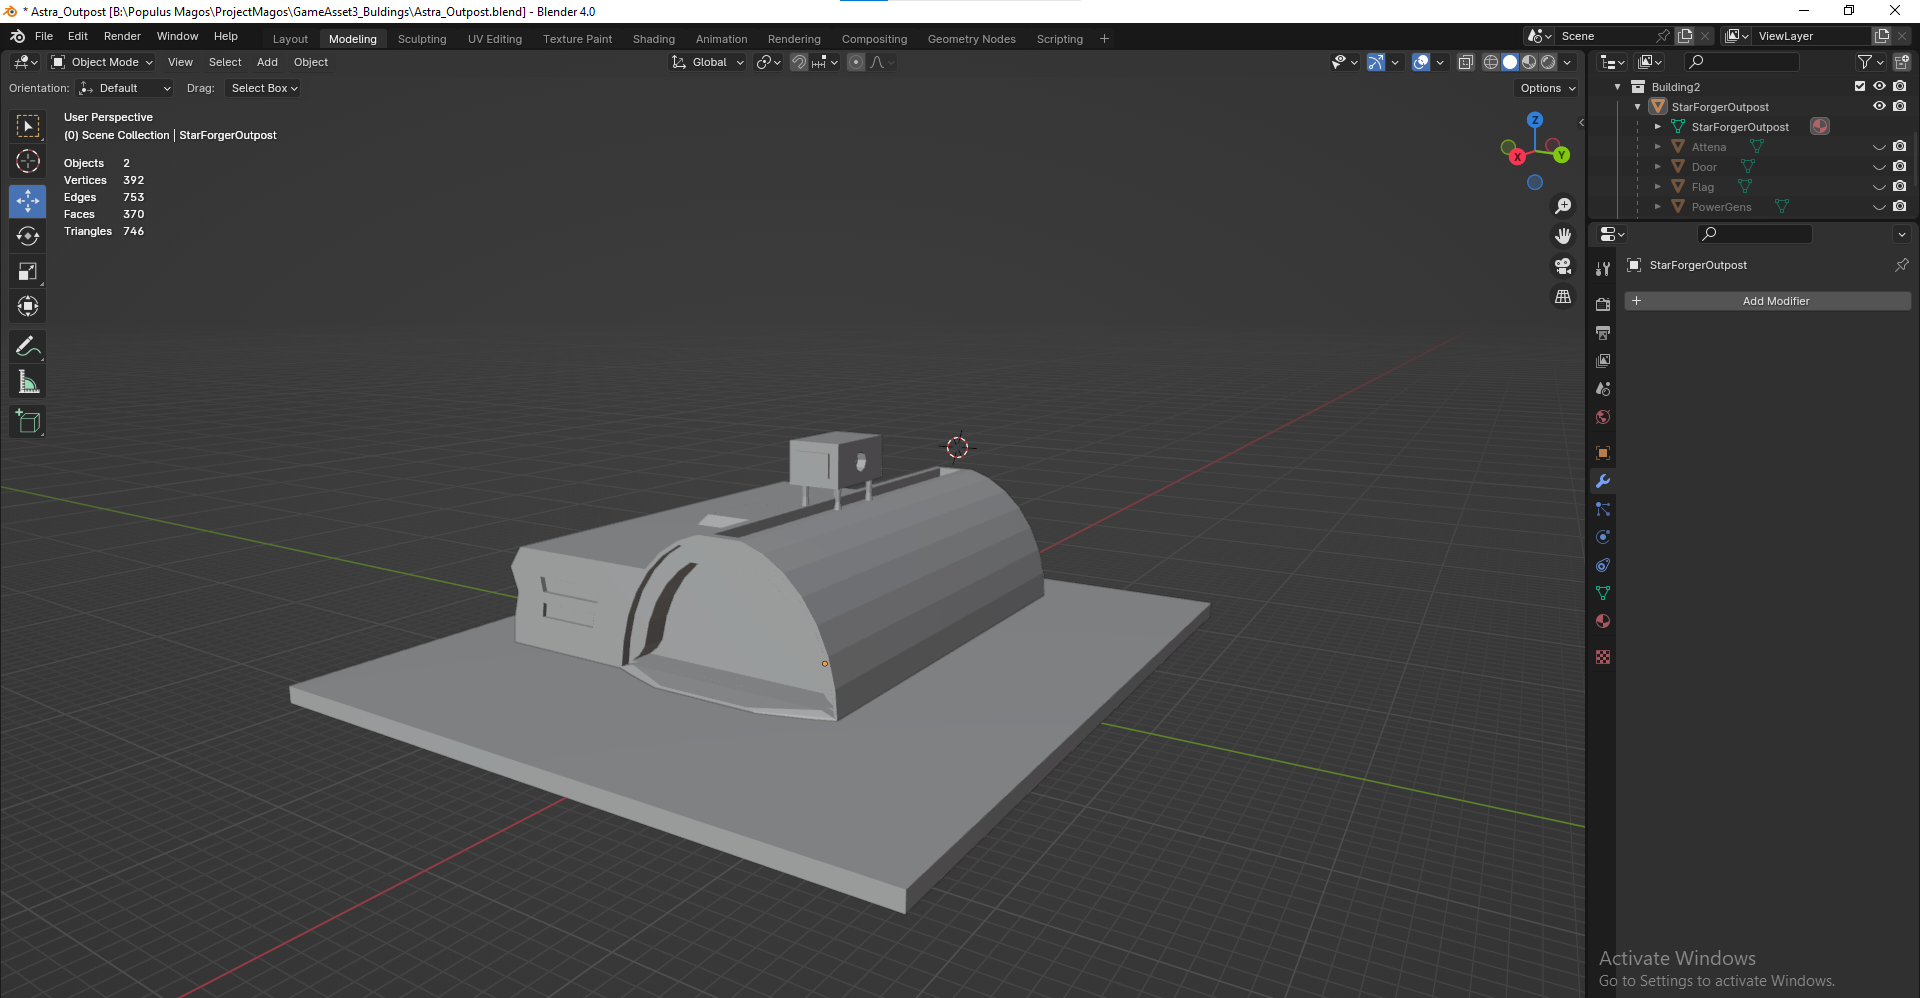 * Astra_Outpost [B:\Populus Magos\ProjectMagos\GameAsset3_Buldings\Astra_Outpost.blend] - Blender 4.0
File Edit Render Window Help
Layout Modeling Sculpting UV Editing Texture Paint Shading Animation Rendering Compositing Geometry Nodes Scripting +
Scene
ViewLayer
Object Mode View Select Add Object
Global
Orientation: Default Drag: Select Box
Options
User Perspective
(0) Scene Collection | StarForgerOutpost
Objects 2
Vertices 392
Edges 753
Faces 370
Triangles 746
Z
X
Y
Building2
StarForgerOutpost
StarForgerOutpost
Attena
Door
Flag
PowerGens
StarForgerOutpost
+ Add Modifier
Activate Windows
Go to Settings to activate Windows.